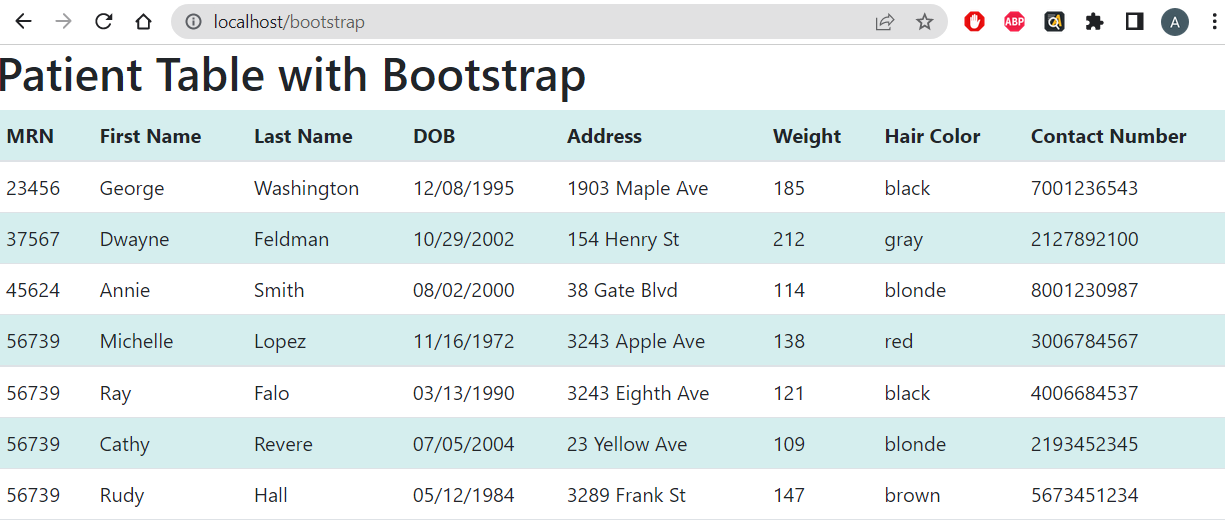 localhost/bootstrap
ABP
A
Patient Table with Bootstrap
MRN First Name Last Name DOB Address Weight Hair Color Contact Number
23456 George Washington 12/08/1995 1903 Maple Ave 185 black 7001236543
37567 Dwayne Feldman 10/29/2002 154 Henry St 212 gray 2127892100
45624 Annie Smith 08/02/2000 38 Gate Blvd 114 blonde 8001230987
56739 Michelle Lopez 11/16/1972 3243 Apple Ave 138 red 3006784567
56739 Ray Falo 03/13/1990 3243 Eighth Ave 121 black 4006684537
56739 Cathy Revere 07/05/2004 23 Yellow Ave 109 blonde 2193452345
56739 Rudy Hall 05/12/1984 3289 Frank St 147 brown 5673451234